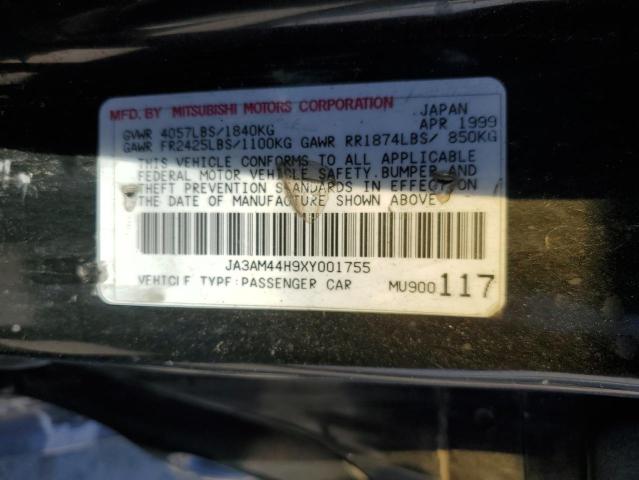 MFD. BY MITSUBISHI MOTORS CORPORATION JAPAN
GVWR 4057LBS/1840KG APR 1999
GAWR FR2425LBS/1100KG GAWR RR1874LBS/ 850KG
THIS VEHICLE CONFORMS TO ALL APPLICABLE
FEDERAL MOTOR VEHICLE SAFETY.BUMPER AND
THEFT PREVENTION STANDARDS IN EFFECT ON
THE DATE OF MANUFACTURE SHOWN ABOVE
JA3AM44H9XY001755
VEHICLE TYPE:PASSENGER CAR MU900117